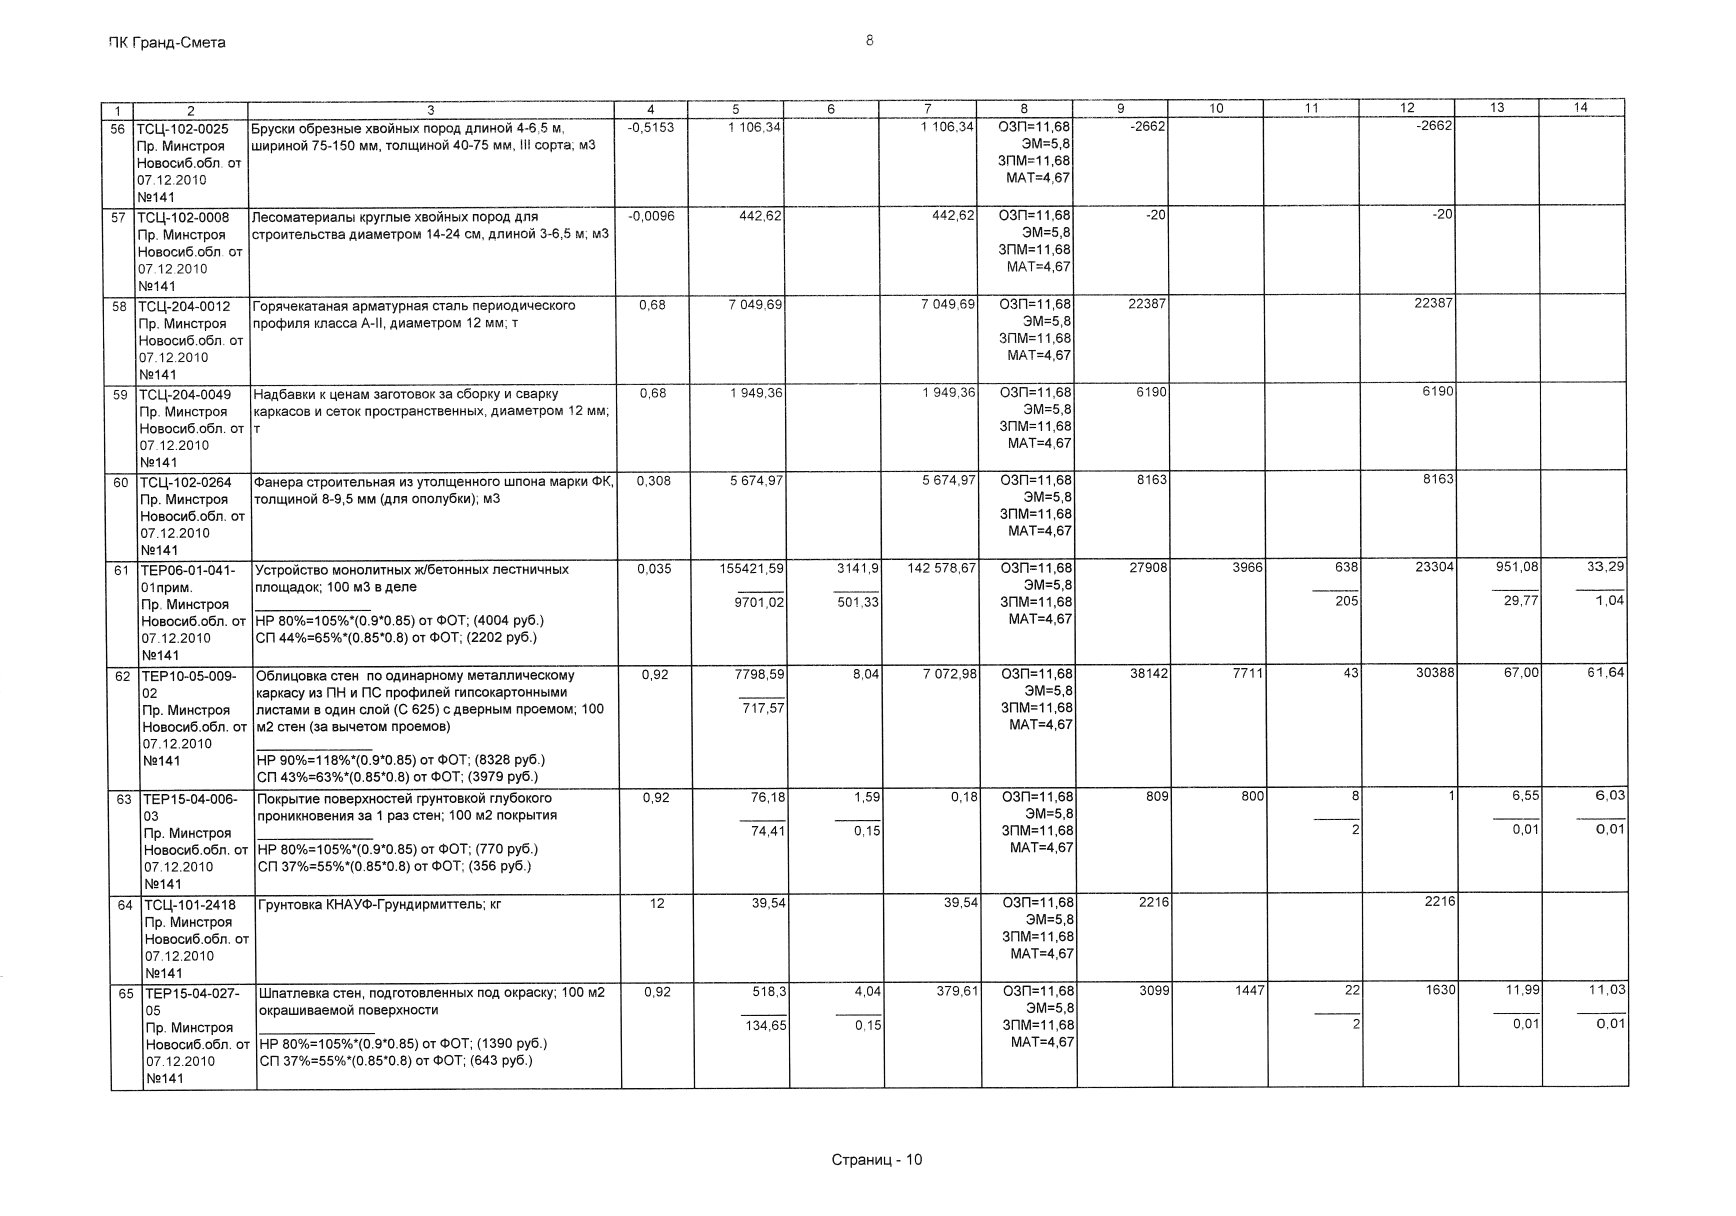 ПК Гранд-Смета
8
1 2 3 4 5 6 7 8 9 10 11 12 13 14
56 ТСЦ-102-0025 Бруски обрезные хвойных пород длиной 4-6,5 м, -0,5153 1 106,34 1 106,34 ОЗП=11,68 -2662 -2662
Пр. Минстроя шириной 75-150 мм, толщиной 40-75 мм, III сорта; м3 ЭМ=5,8
Новосиб.обл. от ЗПМ=11,68
07.12.2010 МАТ=4,67
№141
57 ТСЦ-102-0008 Лесоматериалы круглые хвойных пород для -0,0096 442,62 442,62 ОЗП=11,68 -20 -20
Пр. Минстроя строительства диаметром 14-24 см, длиной 3-6,5 м; м3 ЭМ=5,8
Новосиб.обл. от ЗПМ=11,68
07.12.2010 МАТ=4,67
№141
58 ТСЦ-204-0012 Горячекатаная арматурная сталь периодического 0,68 7 049,69 7 049,69 ОЗП=11,68 22387 22387
Пр. Минстроя профиля класса А-II, диаметром 12 мм; т ЭМ=5,8
Новосиб.обл. от ЗПМ=11,68
07.12.2010 МАТ=4,67
№141
59 ТСЦ-204-0049 Надбавки к ценам заготовок за сборку и сварку 0,68 1 949,36 1 949,36 ОЗП=11,68 6190 6190
Пр. Минстроя каркасов и сеток пространственных, диаметром 12 мм; ЭМ=5,8
Новосиб.обл. от т ЗПМ=11,68
07.12.2010 МАТ=4,67
№141
60 ТСЦ-102-0264 Фанера строительная из утолщенного шпона марки ФК, 0,308 5 674,97 5 674,97 ОЗП=11,68 8163 8163
Пр. Минстроя толщиной 8-9,5 мм (для ополубки); м3 ЭМ=5,8
Новосиб.обл. от ЗПМ=11,68
07.12.2010 МАТ=4,67
№141
61 ТЕР06-01-041- Устройство монолитных ж/бетонных лестничных 0,035 155421,59 3141,9 142 578,67 ОЗП=11,68 27908 3966 638 23304 951,08 33,29
01прим. площадок; 100 м3 в деле ЭМ=5,8
Пр. Минстроя 9701,02 501,33 ЗПМ=11,68 205 29,77 1,04
Новосиб.обл. от НР 80%=105%*(0.9*0.85) от ФОТ; (4004 руб.) МАТ=4,67
07.12.2010 СП 44%=65%*(0.85*0.8) от ФОТ; (2202 руб.)
№141
62 ТЕР10-05-009- Облицовка стен по одинарному металлическому 0,92 7798,59 8,04 7 072,98 ОЗП=11,68 38142 7711 43 30388 67,00 61,64
02 каркасу из ПН и ПС профилей гипсокартонными ЭМ=5,8
Пр. Минстроя листами в один слой (С 625) с дверным проемом; 100 717,57 ЗПМ=11,68
Новосиб.обл. от м2 стен (за вычетом проемов) МАТ=4,67
07.12.2010
№141 НР 90%=118%*(0.9*0.85) от ФОТ; (8328 руб.)
СП 43%=63%*(0.85*0.8) от ФОТ; (3979 руб.)
63 ТЕР15-04-006- Покрытие поверхностей грунтовкой глубокого 0,92 76,18 1,59 0,18 ОЗП=11,68 809 800 8 1 6,55 6,03
03 проникновения за 1 раз стен; 100 м2 покрытия ЭМ=5,8
Пр. Минстроя 74,41 0,15 ЗПМ=11,68 2 0,01 0,01
Новосиб.обл. от НР 80%=105%*(0.9*0.85) от ФОТ; (770 руб.) МАТ=4,67
07.12.2010 СП 37%=55%*(0.85*0.8) от ФОТ; (356 руб.)
№141
64 ТСЦ-101-2418 Грунтовка КНАУФ-Грундирмиттель; кг 12 39,54 39,54 ОЗП=11,68 2216 2216
Пр. Минстроя ЭМ=5,8
Новосиб.обл. от ЗПМ=11,68
07.12.2010 МАТ=4,67
№141
65 ТЕР15-04-027- Шпатлевка стен, подготовленных под окраску; 100 м2 0,92 518,3 4,04 379,61 ОЗП=11,68 3099 1447 22 1630 11,99 11,03
05 окрашиваемой поверхности ЭМ=5,8
Пр. Минстроя 134,65 0,15 ЗПМ=11,68 2 0,01 0,01
Новосиб.обл. от НР 80%=105%*(0.9*0.85) от ФОТ; (1390 руб.) МАТ=4,67
07.12.2010 СП 37%=55%*(0.85*0.8) от ФОТ; (643 руб.)
№141
Страниц - 10